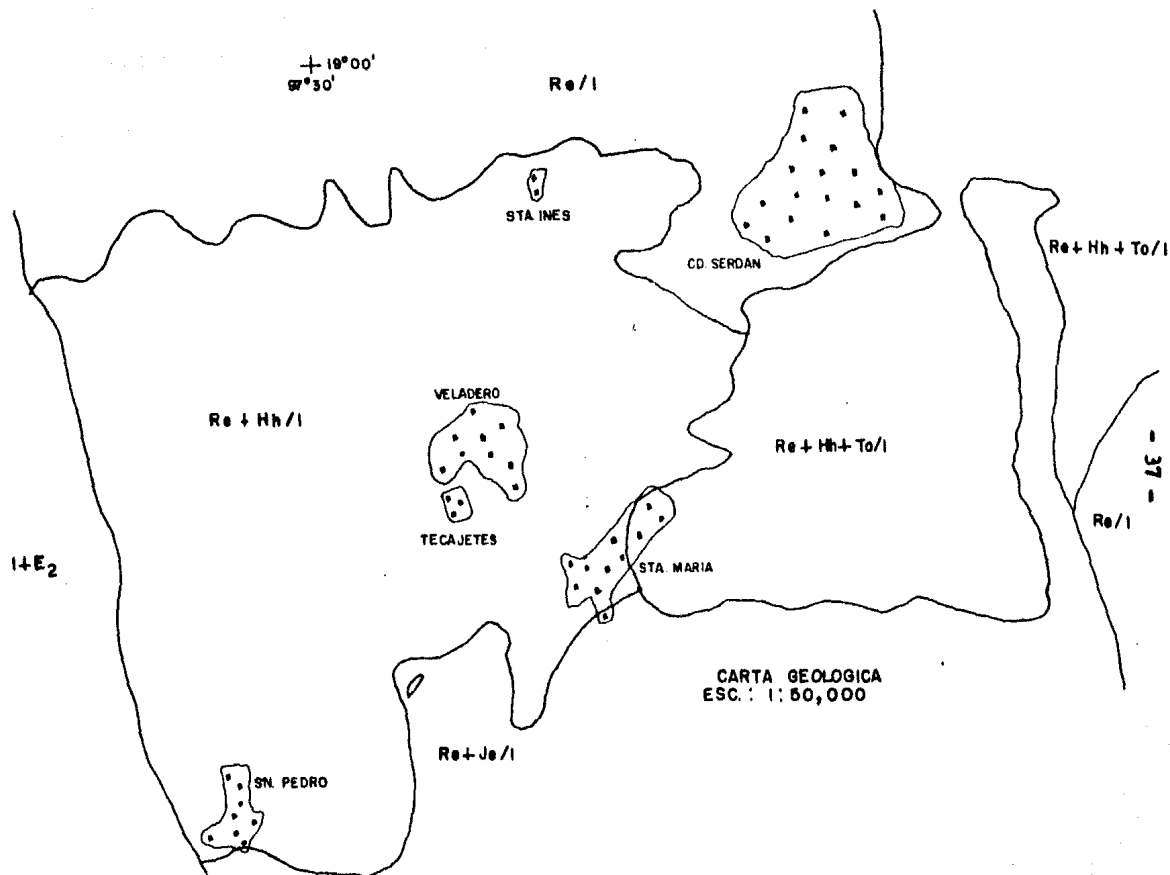 19°00'
97°30'
Re/l
STA. INES
CD. SERDAN
Re+Hh+To/l
VELADERO
Re+Hh/l
Re+Hh+To/l
- 37 -
Re/l
TECAJETES
STA. MARIA
I+E2
CARTA GEOLOGICA
ESC.: 1:50,000
Re+Je/l
SN. PEDRO